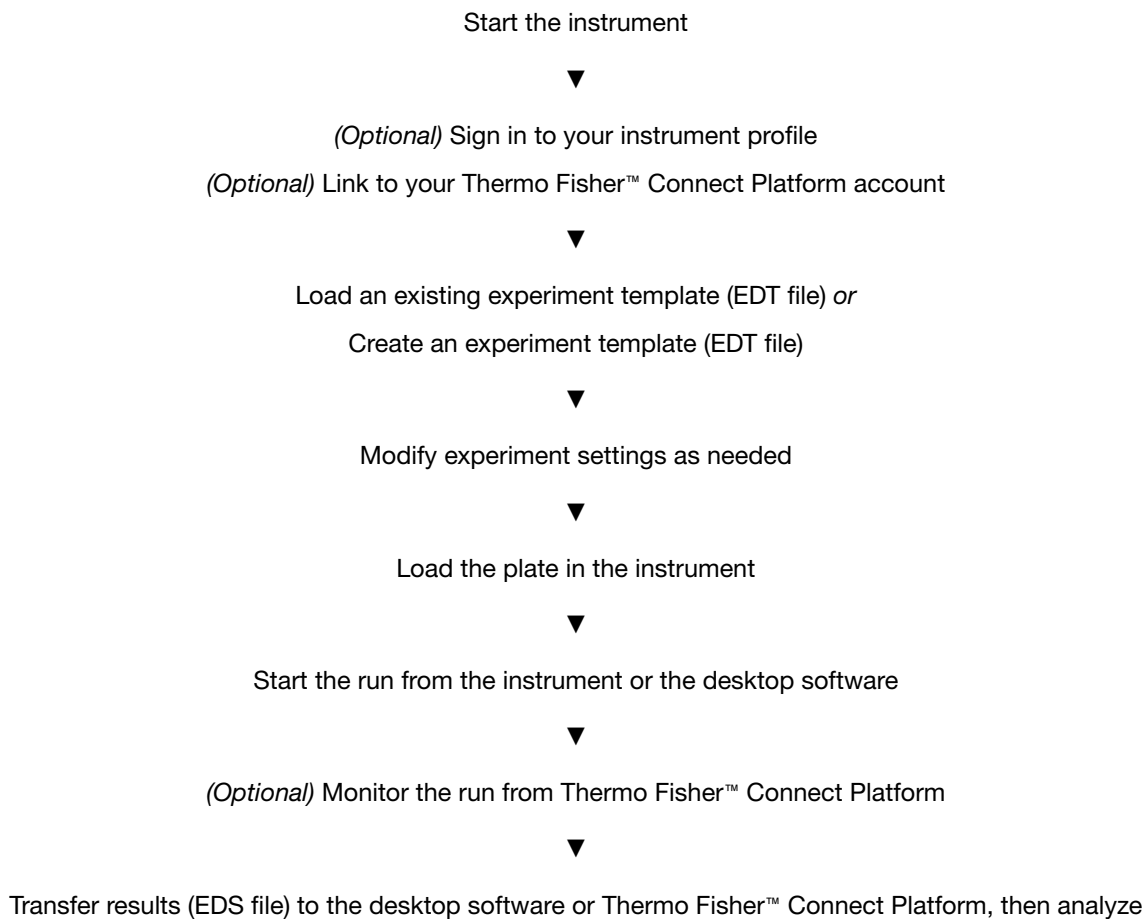 Start the instrument
▼
(Optional) Sign in to your instrument profile
(Optional) Link to your Thermo Fisher™ Connect Platform account
▼
Load an existing experiment template (EDT file) or
Create an experiment template (EDT file)
▼
Modify experiment settings as needed
▼
Load the plate in the instrument
▼
Start the run from the instrument or the desktop software
▼
(Optional) Monitor the run from Thermo Fisher™ Connect Platform
▼
Transfer results (EDS file) to the desktop software or Thermo Fisher™ Connect Platform, then analyze